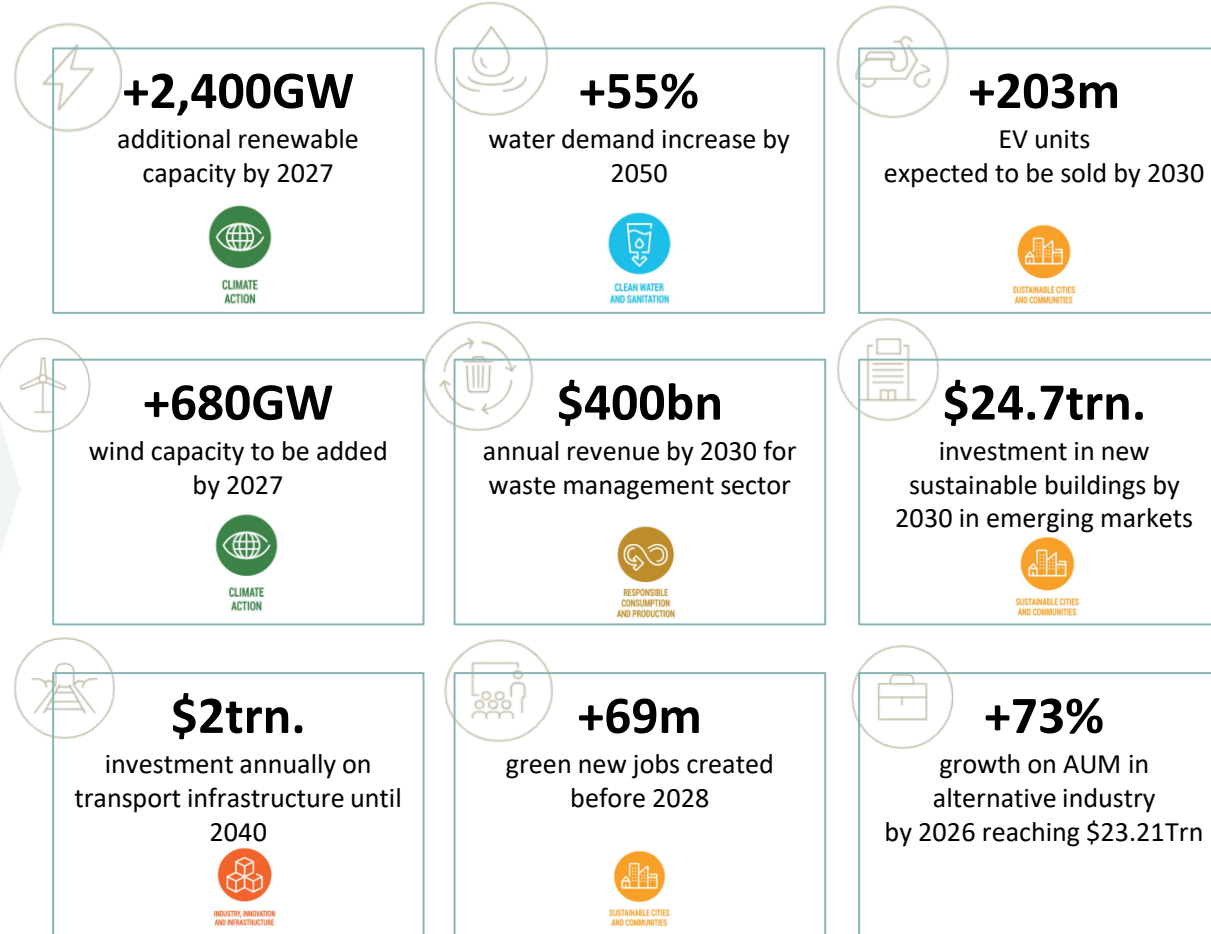 +2,400GW
additional renewable
capacity by 2027
CLIMATE
ACTION
+55%
water demand increase by
2050
CLEAN WATER
AND SANITATION
+203m
EV units
expected to be sold by 2030
SUSTAINABLE CITIES
AND COMMUNITIES
+680GW
wind capacity to be added
by 2027
CLIMATE
ACTION
$400bn
annual revenue by 2030 for
waste management sector
RESPONSIBLE
CONSUMPTION
AND PRODUCTION
$24.7trn.
investment in new
sustainable buildings by
2030 in emerging markets
SUSTAINABLE CITIES
AND COMMUNITIES
$2trn.
investment annually on
transport infrastructure until
2040
INDUSTRY, INNOVATION
AND INFRASTRUCTURE
+69m
green new jobs created
before 2028
SUSTAINABLE CITIES
AND COMMUNITIES
+73%
growth on AUM in
alternative industry
by 2026 reaching $23.21Trn